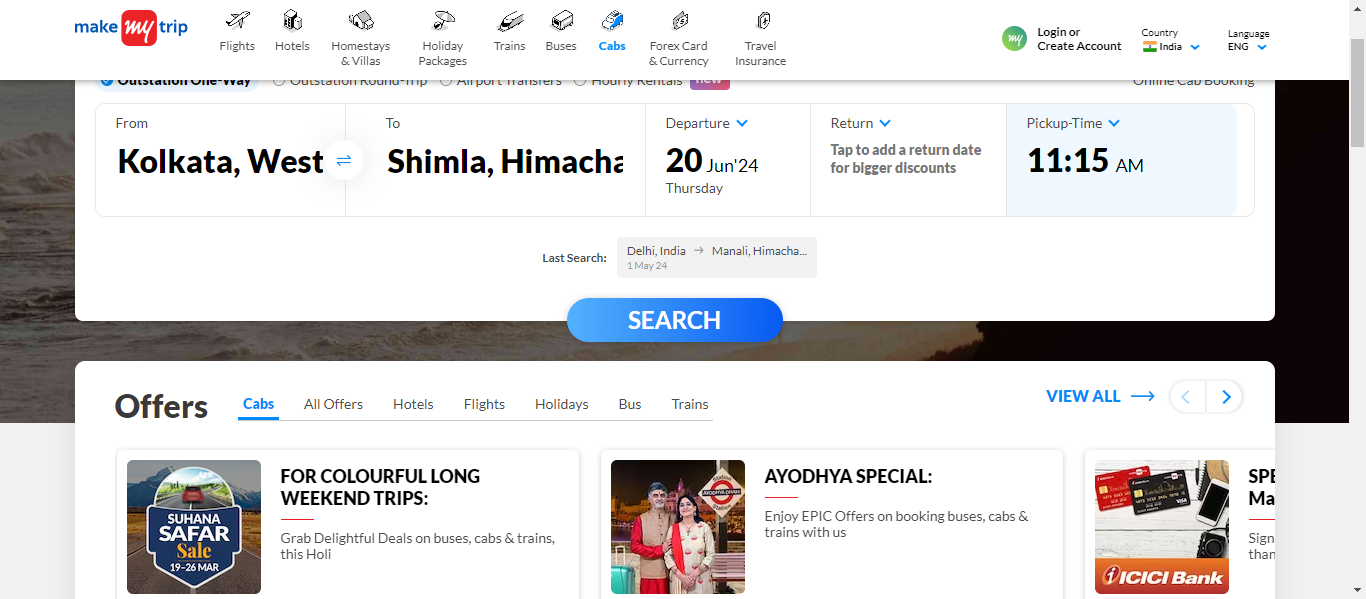 make my trip
Flights
Hotels
Homestays
& Villas
Holiday
Packages
Trains
Buses
Cabs
Forex Card
& Currency
Travel
Insurance
my
Login or
Create Account
Country
India
Language
ENG
Outstation One-Way
Outstation Round-Trip
Airport Transfers
Hourly Rentals
new
Online Cab Booking
From
Kolkata, West
To
Shimla, Himacha
Departure
20 Jun'24
Thursday
Return
Tap to add a return date
for bigger discounts
Pickup-Time
11:15 AM
Last Search:
Delhi, India → Manali, Himacha...
1 May 24
SEARCH
Offers
Cabs
All Offers
Hotels
Flights
Holidays
Bus
Trains
VIEW ALL
SUHANA
SAFAR
Sale
19-26 MAR
FOR COLOURFUL LONG
WEEKEND TRIPS:
Grab Delightful Deals on buses, cabs & trains,
this Holi
Station
AYODHYA DHAM
Station
AYODHYA SPECIAL:
Enjoy EPIC Offers on booking buses, cabs &
trains with us
VISA
ICICI Bank
SPE
Ma
Sign
than